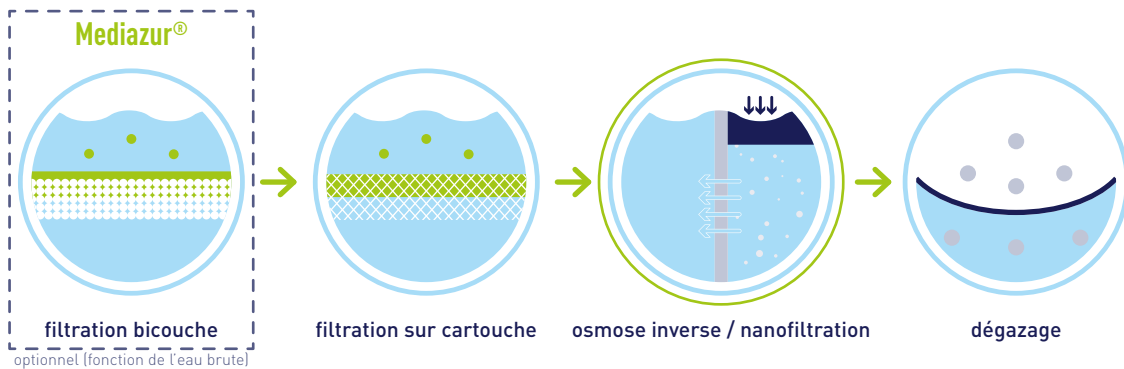 Mediazur®
filtration bicouche
optionnel (fonction de l'eau brute)
filtration sur cartouche
osmose inverse / nanofiltration
dégazage